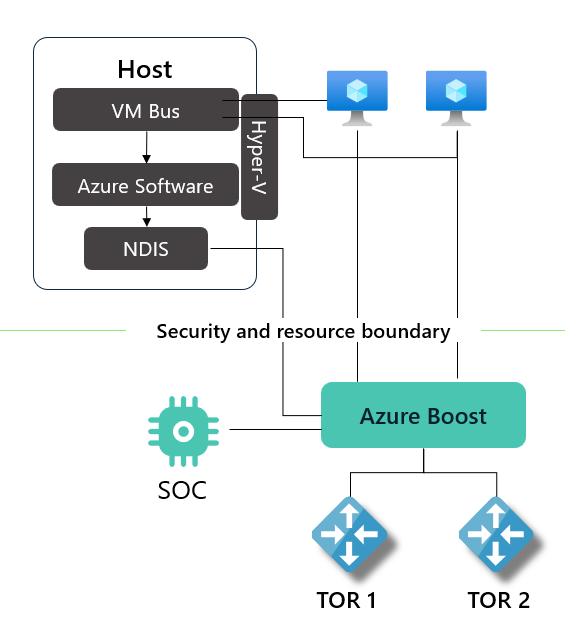 Host
VM Bus
Hyper-V
Azure Software
NDIS
Security and resource boundary
Azure Boost
SOC
TOR 1
TOR 2